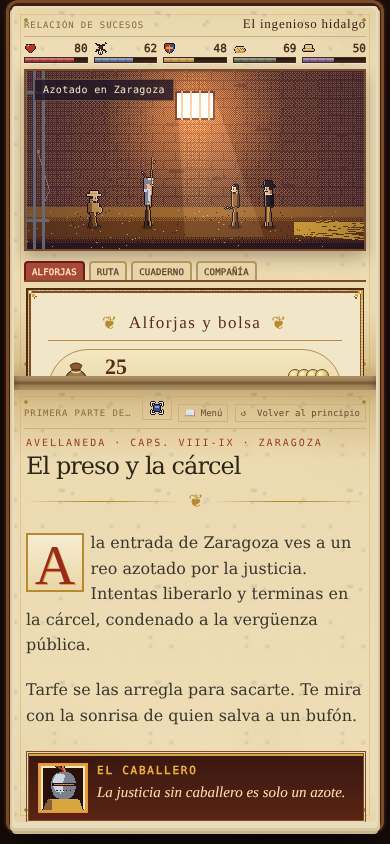 RELACIÓN DE SUCESOS
El ingenioso hidalgo
80 62 48 69 50
Azotado en Zaragoza
ALFORJAS RUTA CUADERNO COMPAÑÍA
Alforjas y bolsa
25
PRIMERA PARTE DE…
Menú
Volver al principio
AVELLANEDA · CAPS. VIII-IX · ZARAGOZA
El preso y la cárcel
A la entrada de Zaragoza ves a un
reo azotado por la justicia.
Intentas liberarlo y terminas en
la cárcel, condenado a la vergüenza
pública.
Tarfe se las arregla para sacarte. Te mira
con la sonrisa de quien salva a un bufón.
EL CABALLERO
La justicia sin caballero es solo un azote.